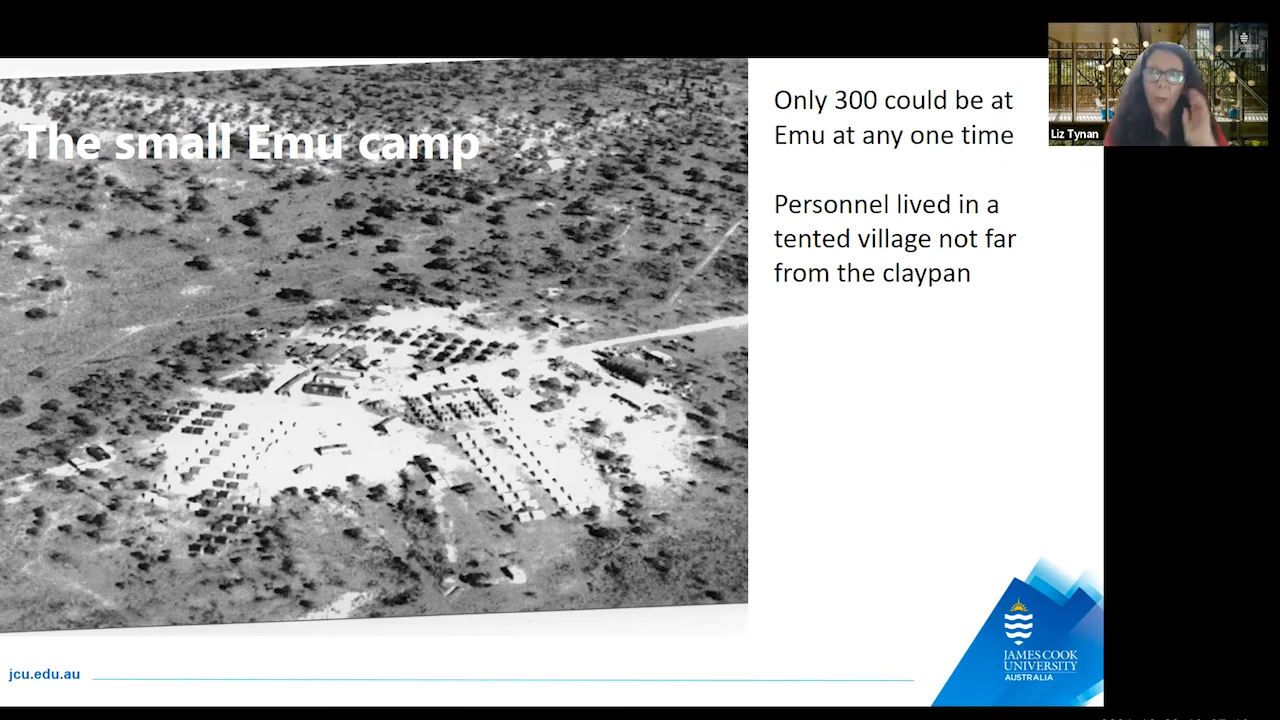 The small Emu camp
Only 300 could be at
Emu at any one time
Personnel lived in a
tented village not far
from the claypan
Liz Tynan
jcu.edu.au
JAMES COOK
UNIVERSITY
AUSTRALIA